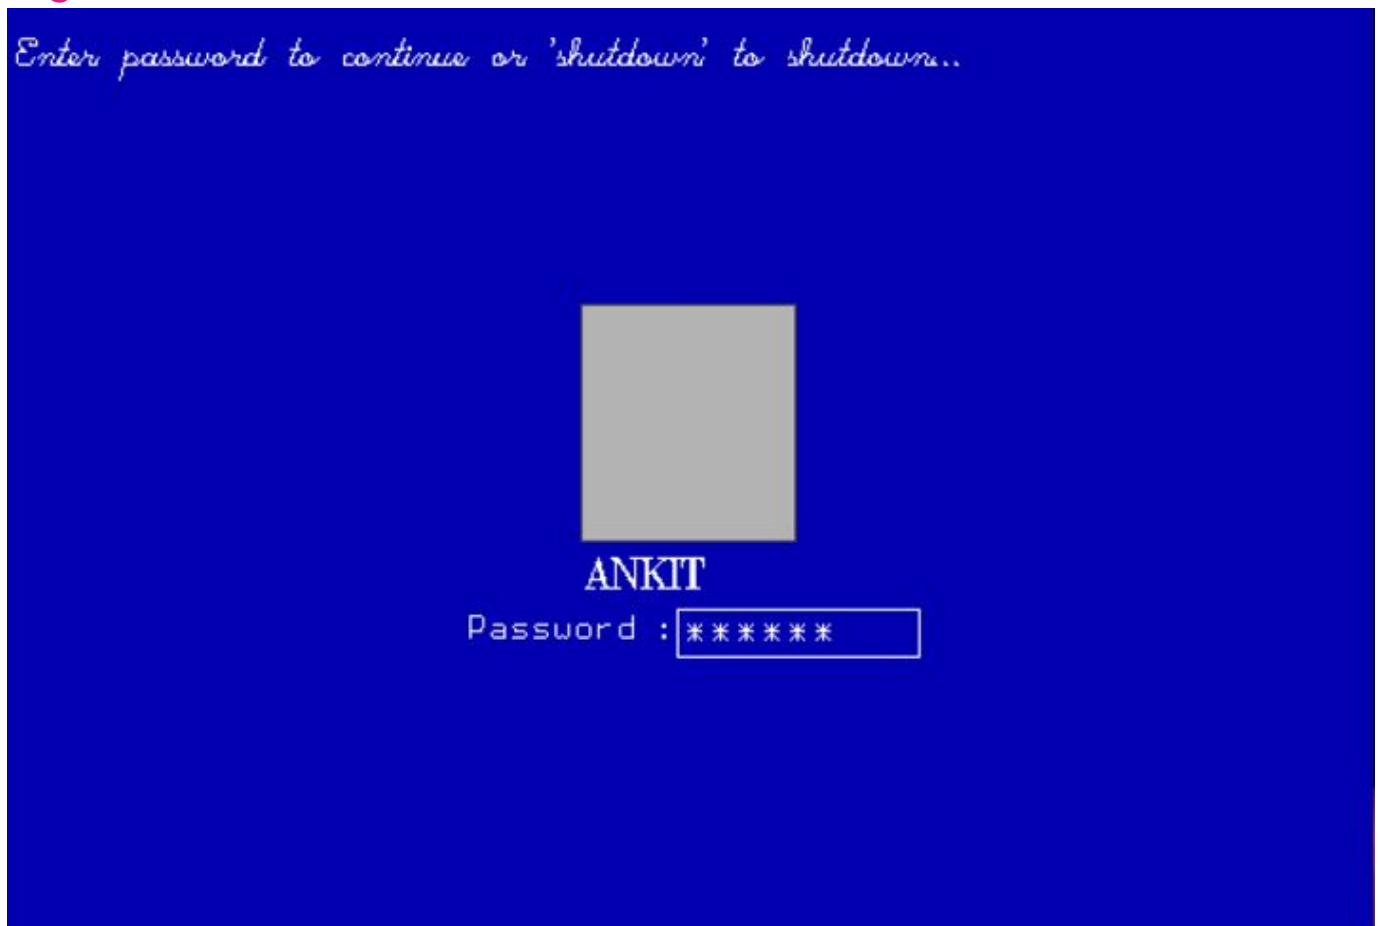 Enter password to continue or 'shutdown' to shutdown...
ANKIT
Password :******